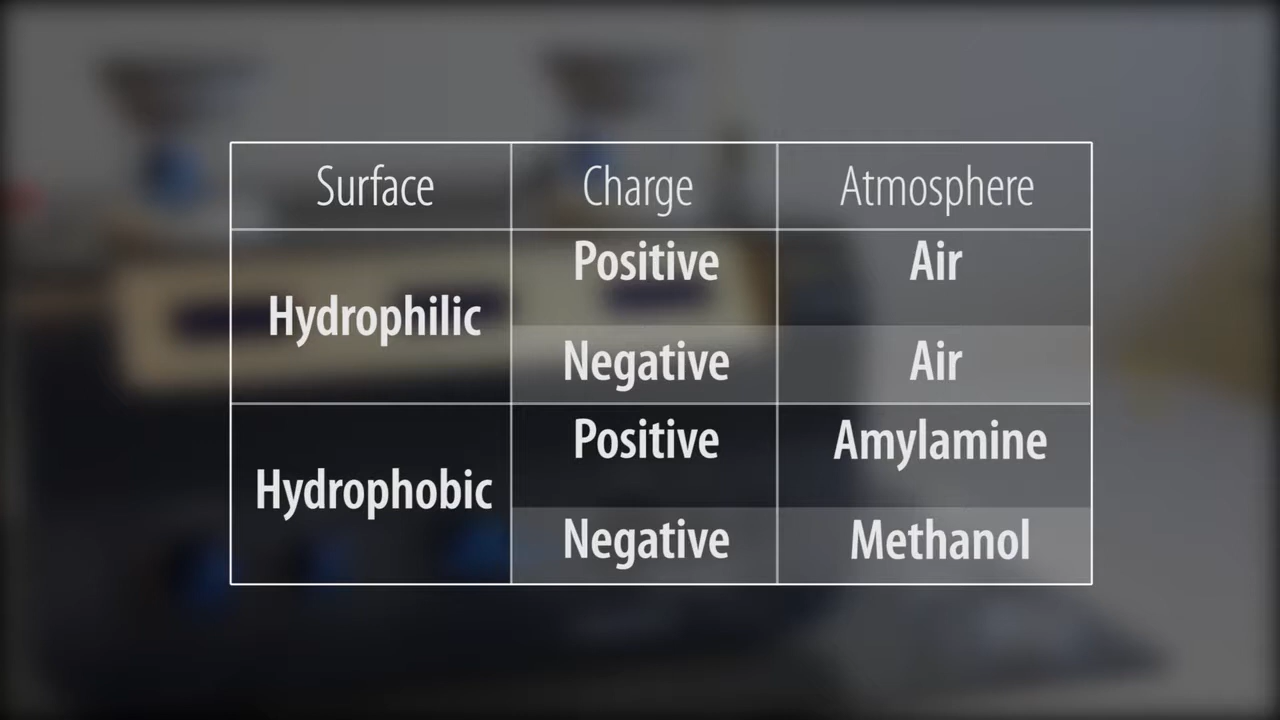 Surface Charge Atmosphere
Hydrophilic Positive Air
Negative Air
Hydrophobic Positive Amylamine
Negative Methanol